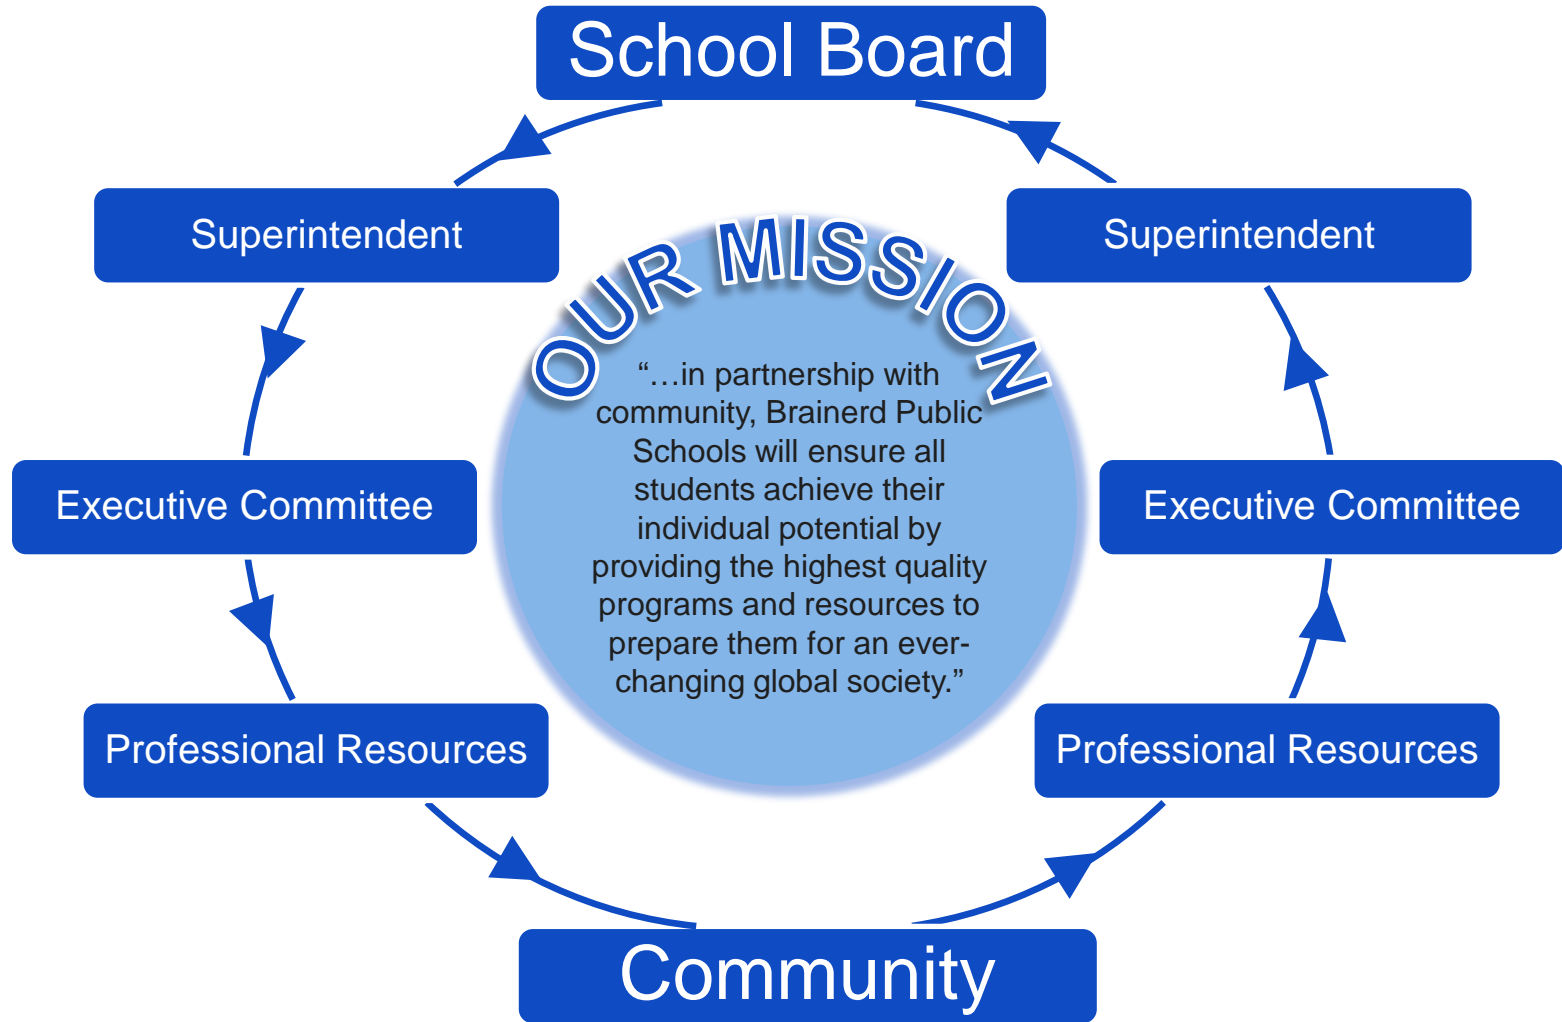 School Board
Superintendent
Superintendent
OUR MISSION
“…in partnership with
community, Brainerd Public
Schools will ensure all
students achieve their
individual potential by
providing the highest quality
programs and resources to
prepare them for an ever-
changing global society.”
Executive Committee
Executive Committee
Professional Resources
Professional Resources
Community